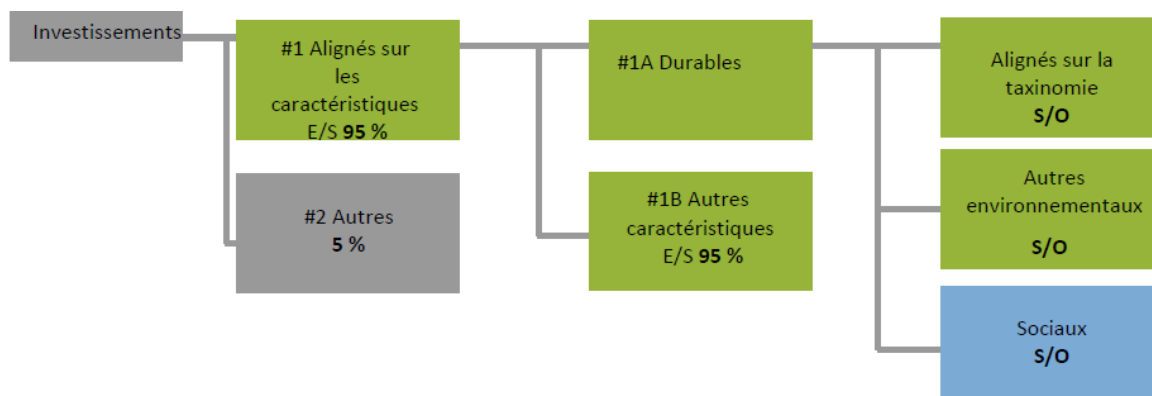 Investissements
#1 Alignés sur
les
caractéristiques
E/S 95 %
#2 Autres
5 %
#1A Durables
#1B Autres
caractéristiques
E/S 95 %
Alignés sur la
taxinomie
S/O
Autres
environnementaux
S/O
Sociaux
S/O